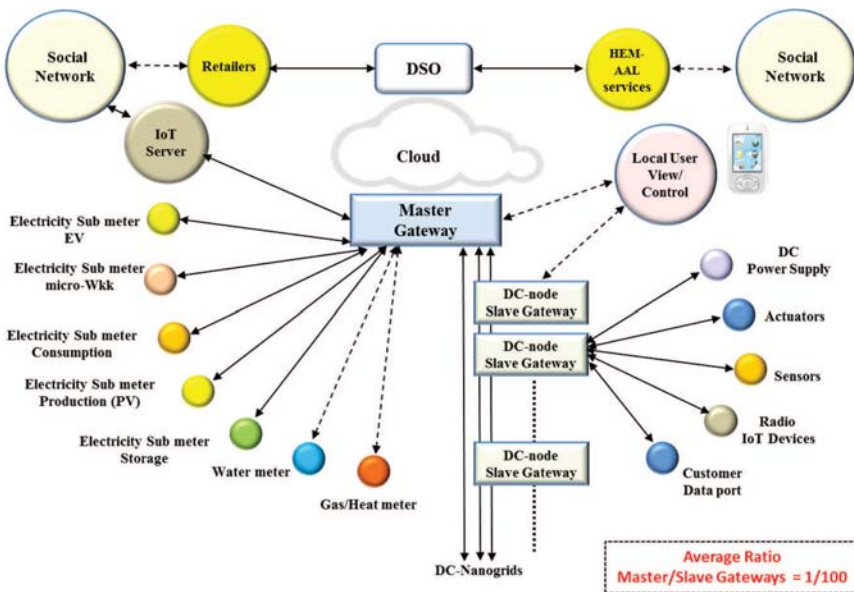 Social
Network
Retailers
DSO
HEM-
AAL
services
Social
Network
IoT
Server
Cloud
Local User
View/
Control
Master
Gateway
Electricity Sub meter
EV
Electricity Sub meter
micro-Wkk
Electricity Sub meter
Consumption
Electricity Sub meter
Production (PV)
Electricity Sub meter
Storage
Water meter
Gas/Heat meter
DC-node
Slave Gateway
DC-node
Slave Gateway
DC-node
Slave Gateway
DC
Power Supply
Actuators
Sensors
Radio
IoT Devices
Customer
Data port
DC-Nanogrids
Average Ratio
Master/Slave Gateways = 1/100